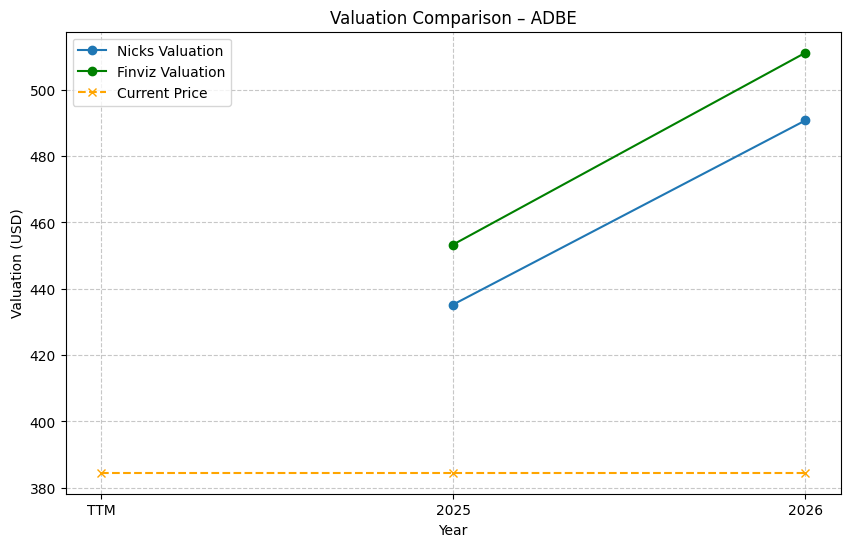 Valuation Comparison – ADBE
Nicks Valuation
Finviz Valuation
Current Price
Valuation (USD)
500
480
460
440
420
400
380
TTM
2025
2026
Year